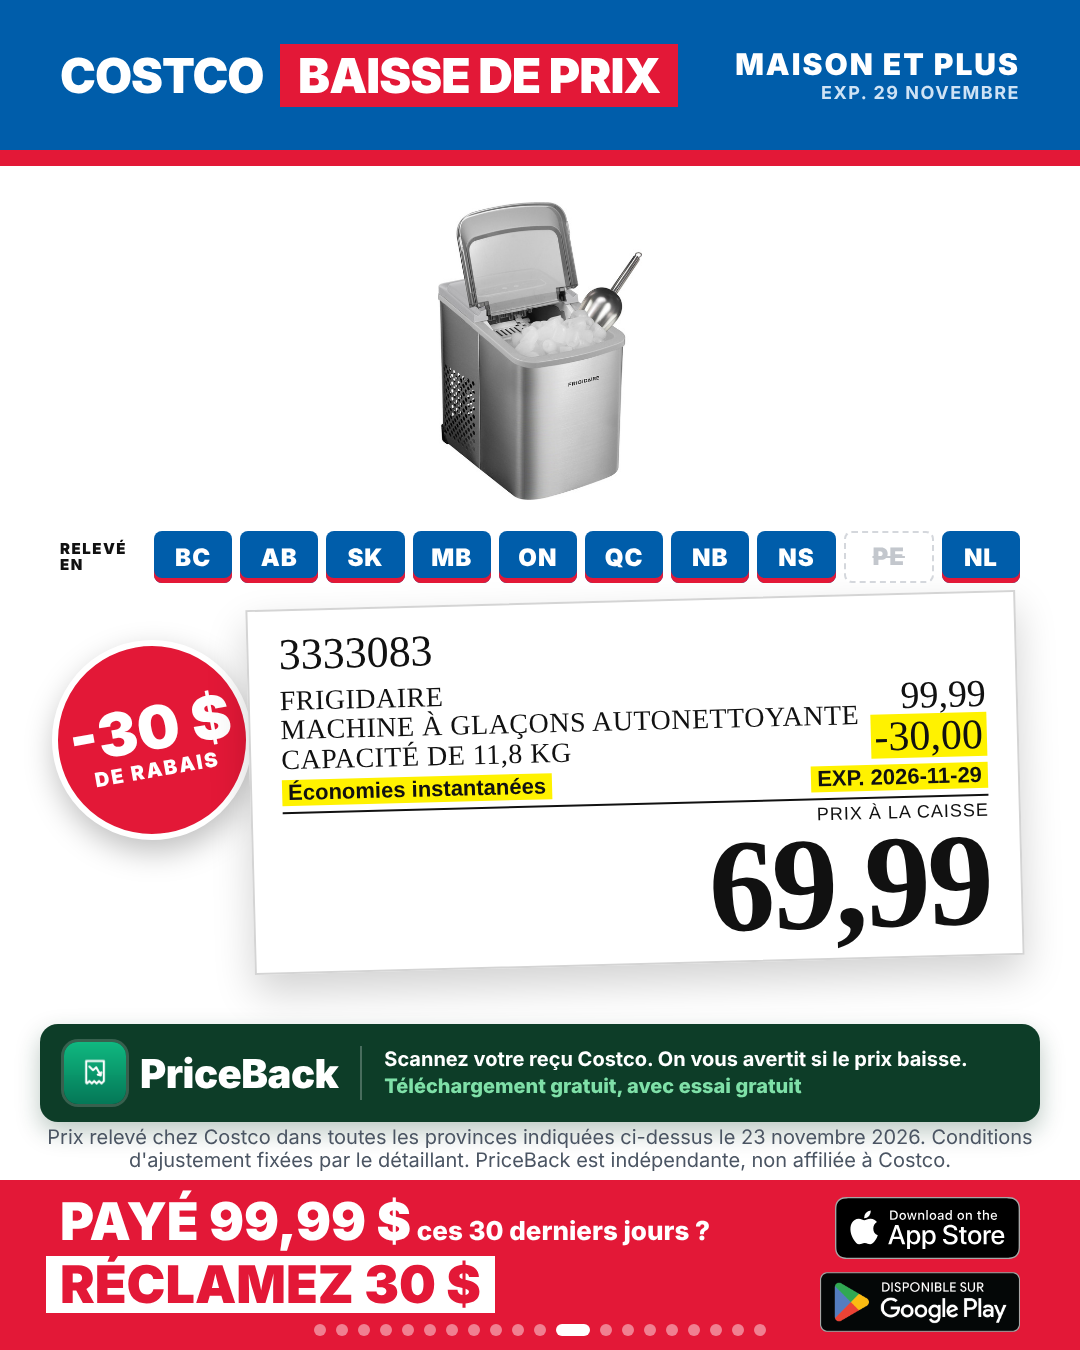 COSTCO BAISSE DE PRIX
MAISON ET PLUS
EXP. 29 NOVEMBRE
FRIGIDAIRE
RELEVÉ EN
BC AB SK MB ON QC NB NS PE NL
-30 $
DE RABAIS
3333083
FRIGIDAIRE
MACHINE À GLAÇONS AUTONETTOYANTE
CAPACITÉ DE 11,8 KG
Économies instantanées
99,99
-30,00
EXP. 2026-11-29
PRIX À LA CAISSE
69,99
PriceBack
Scannez votre reçu Costco. On vous avertit si le prix baisse.
Téléchargement gratuit, avec essai gratuit
Prix relevé chez Costco dans toutes les provinces indiquées ci-dessus le 23 novembre 2026. Conditions
d'ajustement fixées par le détaillant. PriceBack est indépendante, non affiliée à Costco.
PAYÉ 99,99 $ ces 30 derniers jours ?
RÉCLAMEZ 30 $
Download on the
App Store
DISPONIBLE SUR
Google Play